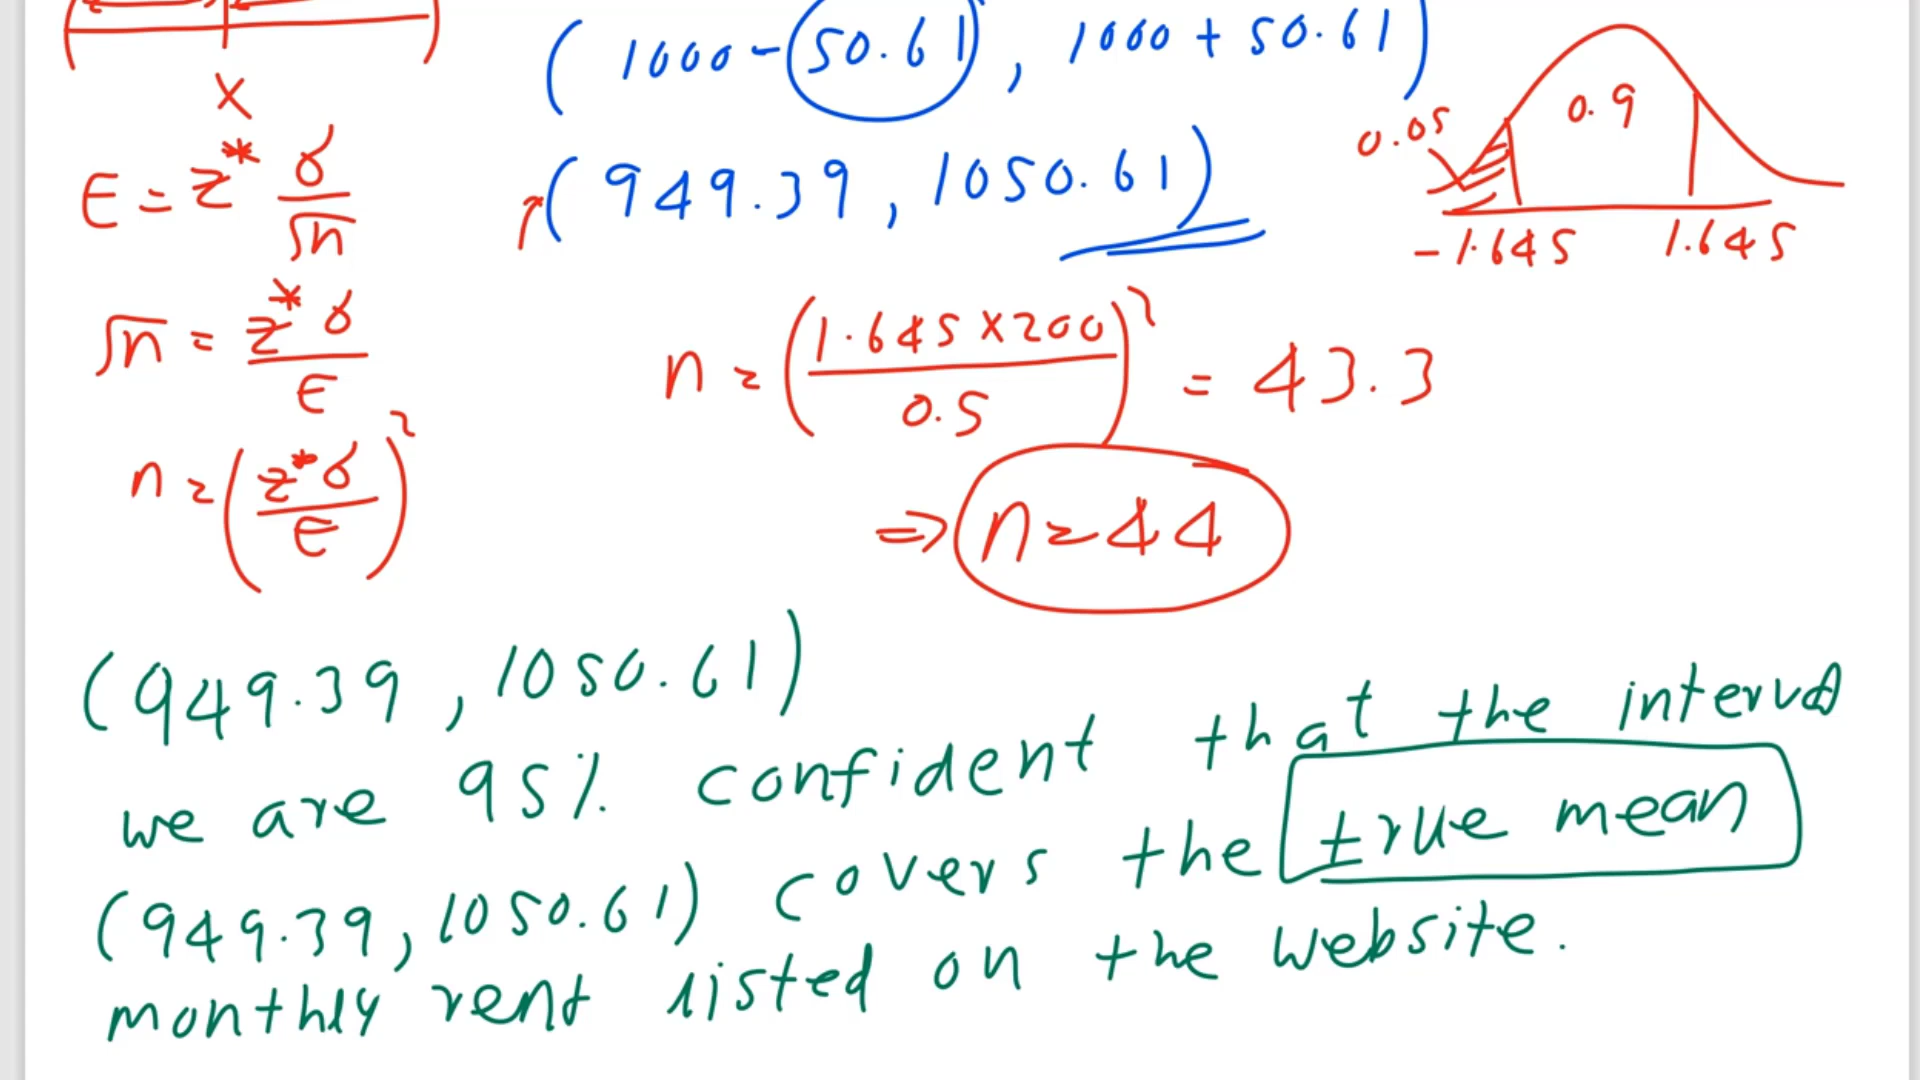 x
( 1000 - 50.61 , 1000 + 50.61 )
( 949.39 , 1050.61 )
0.05
0.9
-1.645 1.645
E = z* σ / √n
√n = z* σ / E
n = ( z* σ / E )²
n = ( 1.645 × 200 / 0.5 )² = 43.3
⇒ n = 44
( 949.39 , 1050.61 )
we are 95% confident that the interval
(949.39, 1050.61) covers the true mean
monthly rent listed on the website.